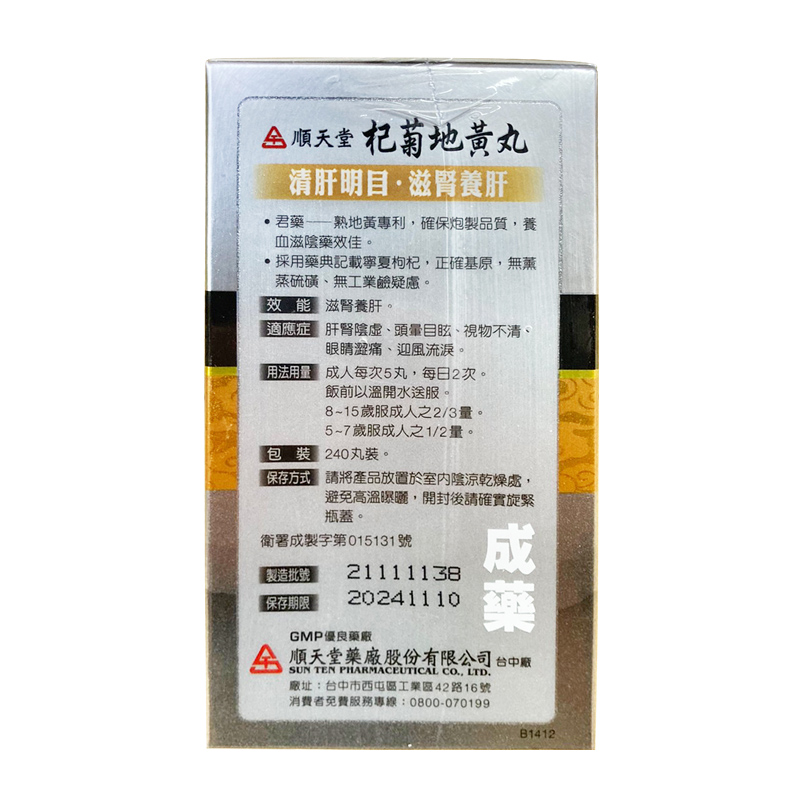 順天堂 杞菊地黃丸
清肝明目·滋腎養肝
• 君藥——熟地黃專利，確保炮製品質，養
血滋陰藥效佳。
• 採用藥典記載寧夏枸杞，正確基原，無薰
蒸硫磺、無工業鹼疑慮。
效 能 滋腎養肝。
適應症 肝腎陰虛、頭暈目眩、視物不清、
眼睛澀痛、迎風流淚。
用法用量 成人每次5丸，每日2次。
飯前以溫開水送服。
8~15歲服成人之2/3量。
5~7歲服成人之1/2量。
包 裝 240丸裝。
保存方式 請將產品放置於室內陰涼乾燥處，
避免高溫曝曬，開封後請確實旋緊
瓶蓋。
衛署成製字第015131號
成藥
製造批號 21111138
保存期限 20241110
GMP優良藥廠
順天堂藥廠股份有限公司 台中廠
SUN TEN PHARMACEUTICAL CO., LTD.
廠址：台中市西屯區工業區42路16號
消費者免費服務專線：0800-070199
B1412